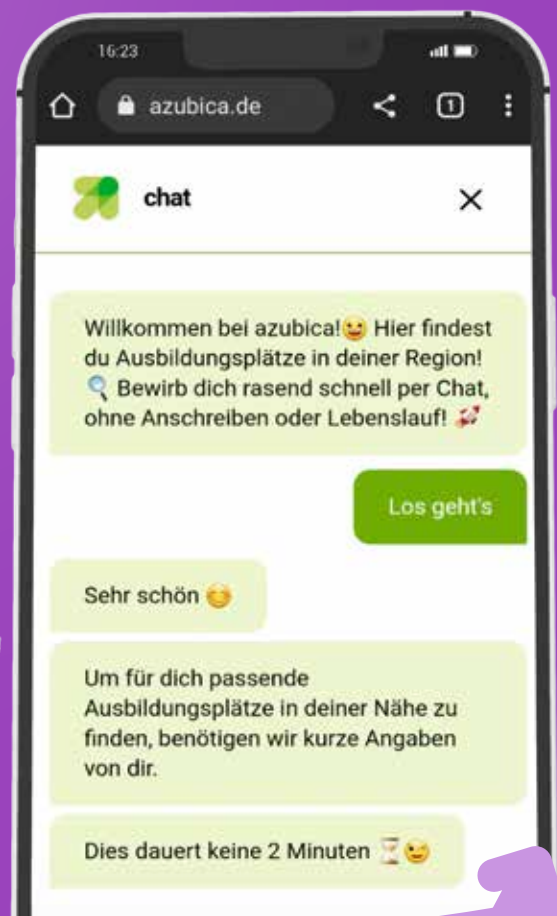 16:23
azubica.de
1
chat
Willkommen bei azubica!😉 Hier findest
du Ausbildungsplätze in deiner Region!
🔍 Bewirb dich rasend schnell per Chat,
ohne Anschreiben oder Lebenslauf! 🚀
Los geht's
Sehr schön 😊
Um für dich passende
Ausbildungsplätze in deiner Nähe zu
finden, benötigen wir kurze Angaben
von dir.
Dies dauert keine 2 Minuten ⏳😉